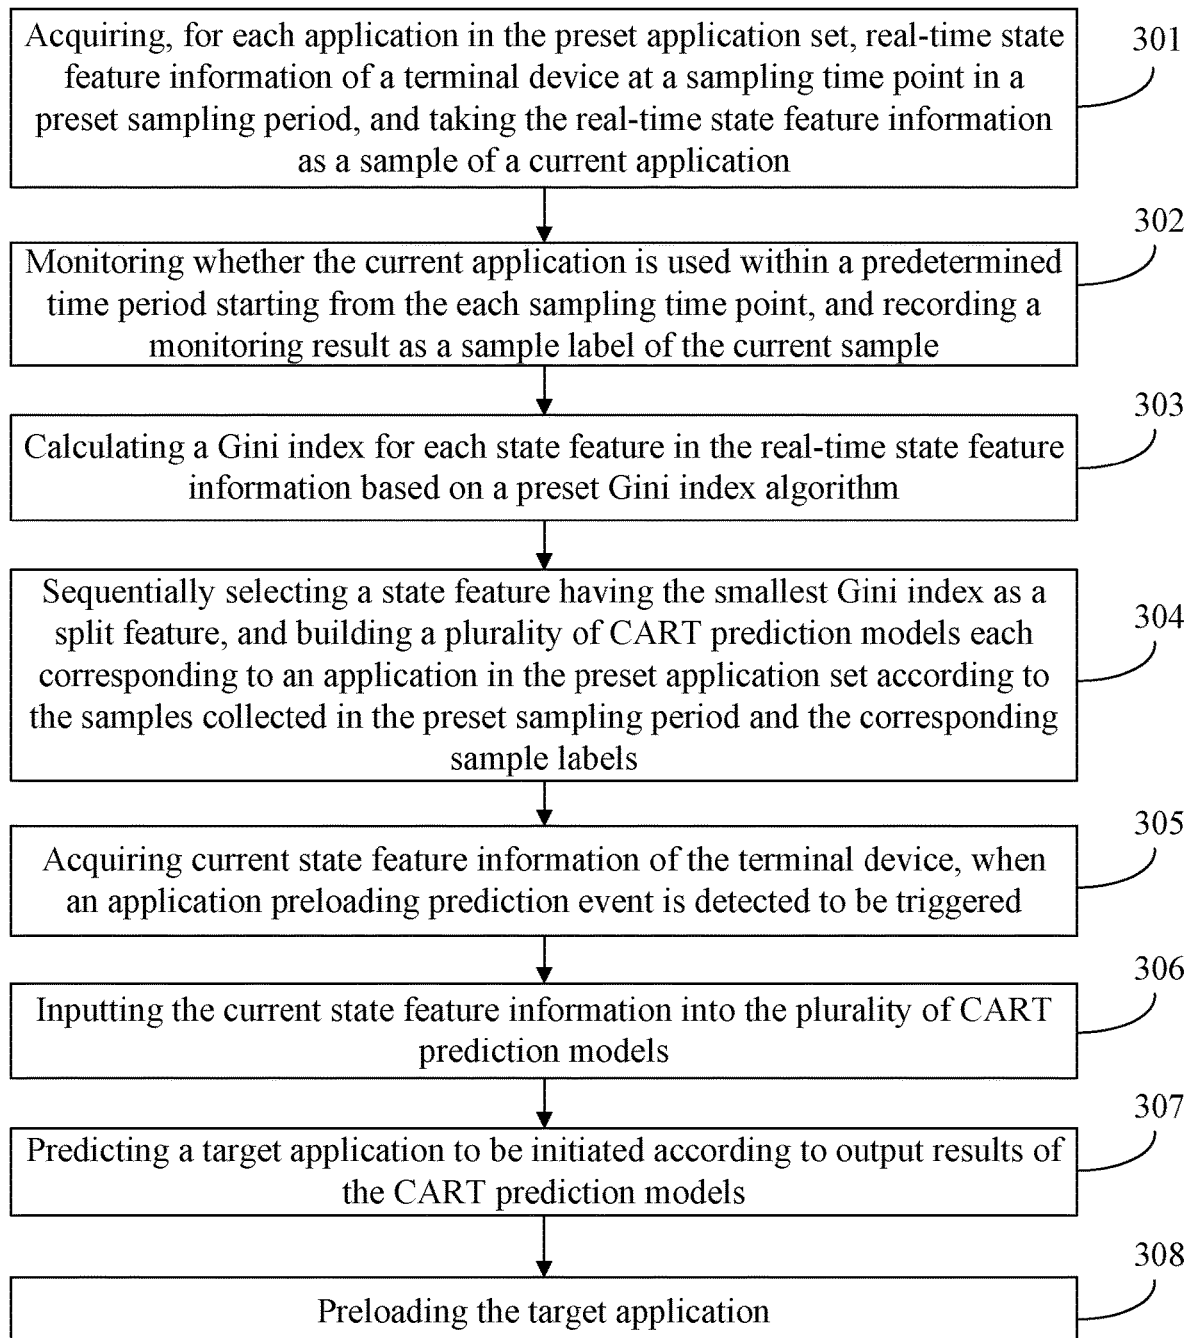 Acquiring, for each application in the preset application set, real-time state
feature information of a terminal device at a sampling time point in a
preset sampling period, and taking the real-time state feature information
as a sample of a current application
301
Monitoring whether the current application is used within a predetermined
time period starting from the each sampling time point, and recording a
monitoring result as a sample label of the current sample
302
Calculating a Gini index for each state feature in the real-time state feature
information based on a preset Gini index algorithm
303
Sequentially selecting a state feature having the smallest Gini index as a
split feature, and building a plurality of CART prediction models each
corresponding to an application in the preset application set according to
the samples collected in the preset sampling period and the corresponding
sample labels
304
Acquiring current state feature information of the terminal device, when
an application preloading prediction event is detected to be triggered
305
Inputting the current state feature information into the plurality of CART
prediction models
306
Predicting a target application to be initiated according to output results of
the CART prediction models
307
Preloading the target application
308